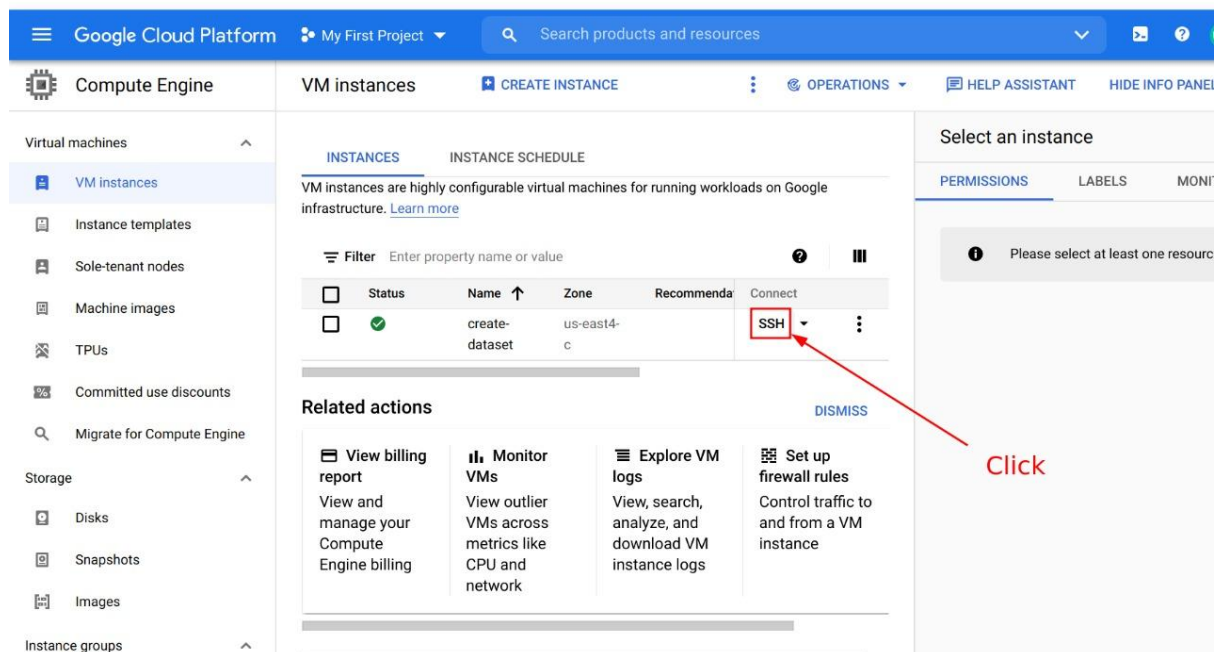 Google Cloud Platform My First Project Search products and resources
Compute Engine
VM instances CREATE INSTANCE OPERATIONS HELP ASSISTANT HIDE INFO PANEL
Virtual machines
VM instances
Instance templates
Sole-tenant nodes
Machine images
TPUs
Committed use discounts
Migrate for Compute Engine
Storage
Disks
Snapshots
Images
Instance groups
INSTANCES INSTANCE SCHEDULE
VM instances are highly configurable virtual machines for running workloads on Google
infrastructure. Learn more
Filter Enter property name or value
Status Name Zone Recommenda Connect
create- us-east4- SSH
dataset c
Related actions DISMISS
View billing
report
View and
manage your
Compute
Engine billing
Monitor
VMs
View outlier
VMs across
metrics like
CPU and
network
Explore VM
logs
View, search,
analyze, and
download VM
instance logs
Set up
firewall rules
Control traffic to
and from a VM
instance
Select an instance
PERMISSIONS LABELS MONI
Please select at least one resourc
Click